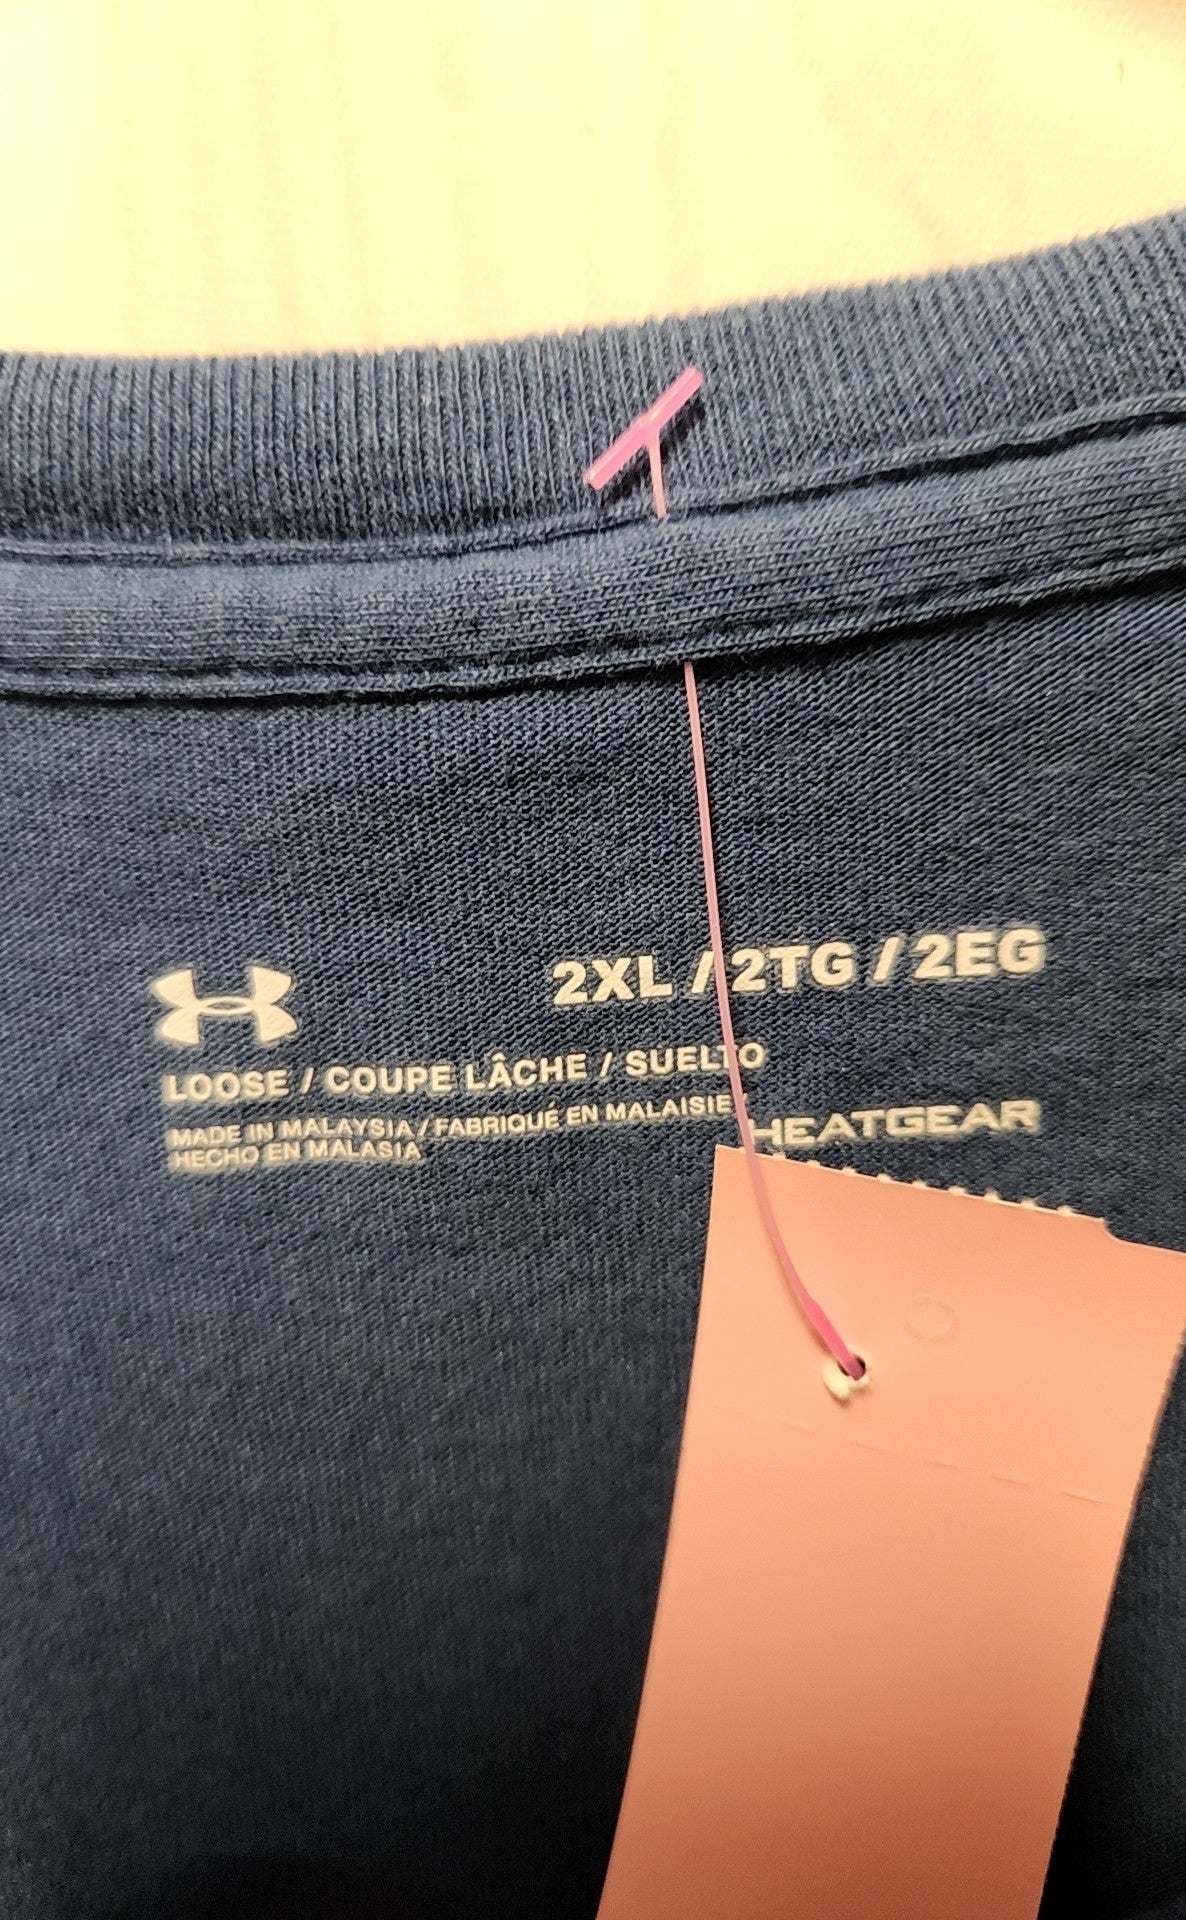 2XL / 2TG / 2EG
LOOSE / COUPE LÂCHE / SUELTO
MADE IN MALAYSIA / FABRIQUÉ EN MALAISIE/
HECHO EN MALASIA
HEATGEAR